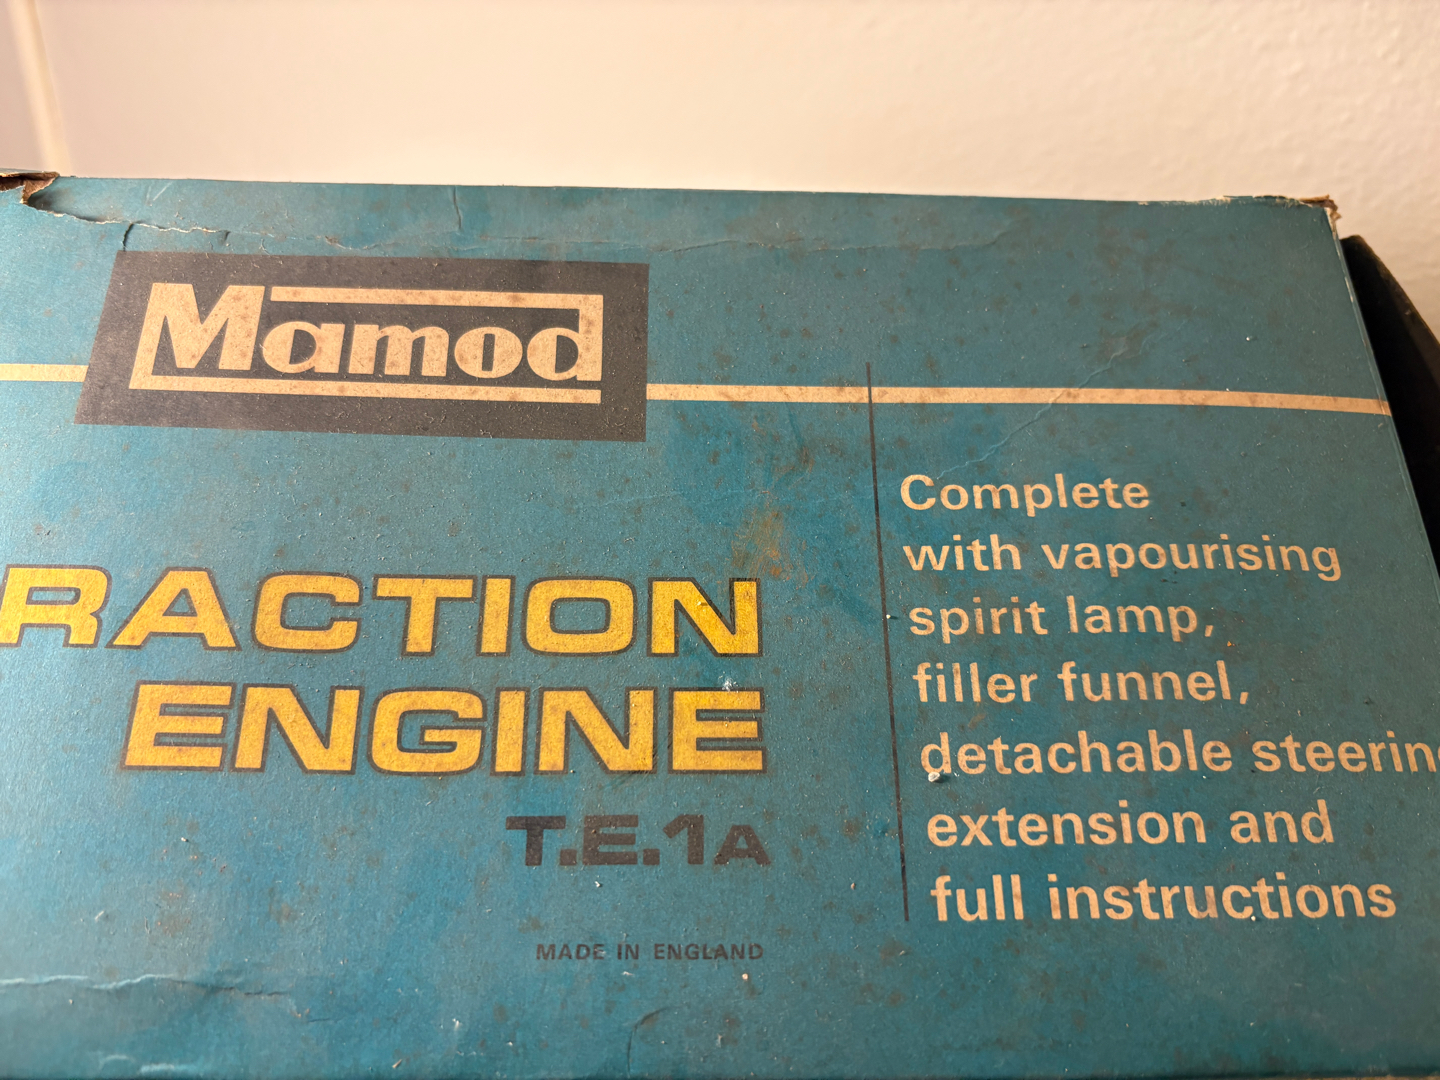 Mamod
RACTION
ENGINE
T.E.1A
MADE IN ENGLAND
Complete
with vapourising
spirit lamp,
filler funnel,
detachable steerin
extension and
full instructions